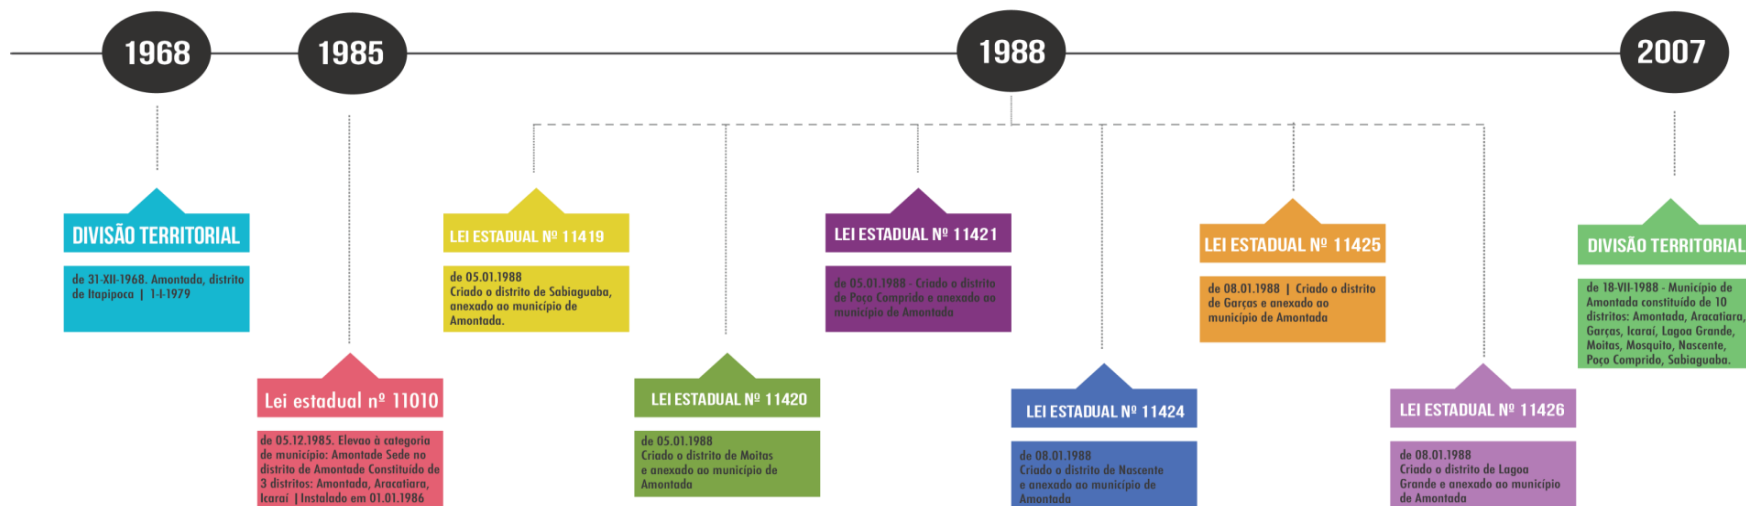 1968
1985
1988
2007
DIVISÃO TERRITORIAL
de 31-XII-1968. Amontada, distrito
de Itapipoca | 1-I-1979
Lei estadual nº 11010
de 05.12.1985. Elevao à categoria
de município: Amontade Sede no
distrito de Amontade Constituído de
3 distritos: Amontada, Aracatiara,
Icaraí | Instalado em 01.01.1986
LEI ESTADUAL Nº 11419
de 05.01.1988
Criado o distrito de Sabiaguaba,
anexado ao município de
Amontada.
LEI ESTADUAL Nº 11420
de 05.01.1988
Criado o distrito de Moitas
e anexado ao município de
Amontada
LEI ESTADUAL Nº 11421
de 05.01.1988 - Criado o distrito
de Poço Comprido e anexado ao
município de Amontada
LEI ESTADUAL Nº 11424
de 08.01.1988
Criado o distrito de Nascente
e anexado ao município de
Amontada
LEI ESTADUAL Nº 11425
de 08.01.1988 | Criado o distrito
de Garças e anexado ao
município de Amontada
LEI ESTADUAL Nº 11426
de 08.01.1988
Criado o distrito de Lagoa
Grande e anexado ao município
de Amontada
DIVISÃO TERRITORIAL
de 18-VII-1988 - Município de
Amontada constituído de 10
distritos: Amontada, Aracatiara,
Garças, Icaraí, Lagoa Grande,
Moitas, Mosquito, Nascente,
Poço Comprido, Sabiaguaba.